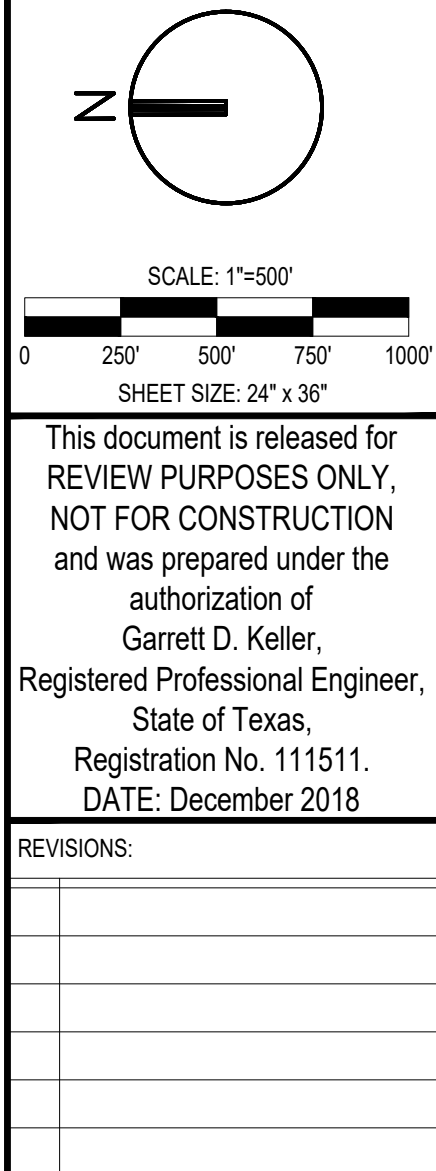 N
SCALE: 1"=500'
0 250' 500' 750' 1000'
SHEET SIZE: 24" x 36"
This document is released for
REVIEW PURPOSES ONLY,
NOT FOR CONSTRUCTION
and was prepared under the
authorization of
Garrett D. Keller,
Registered Professional Engineer,
State of Texas,
Registration No. 111511.
DATE: December 2018
REVISIONS: